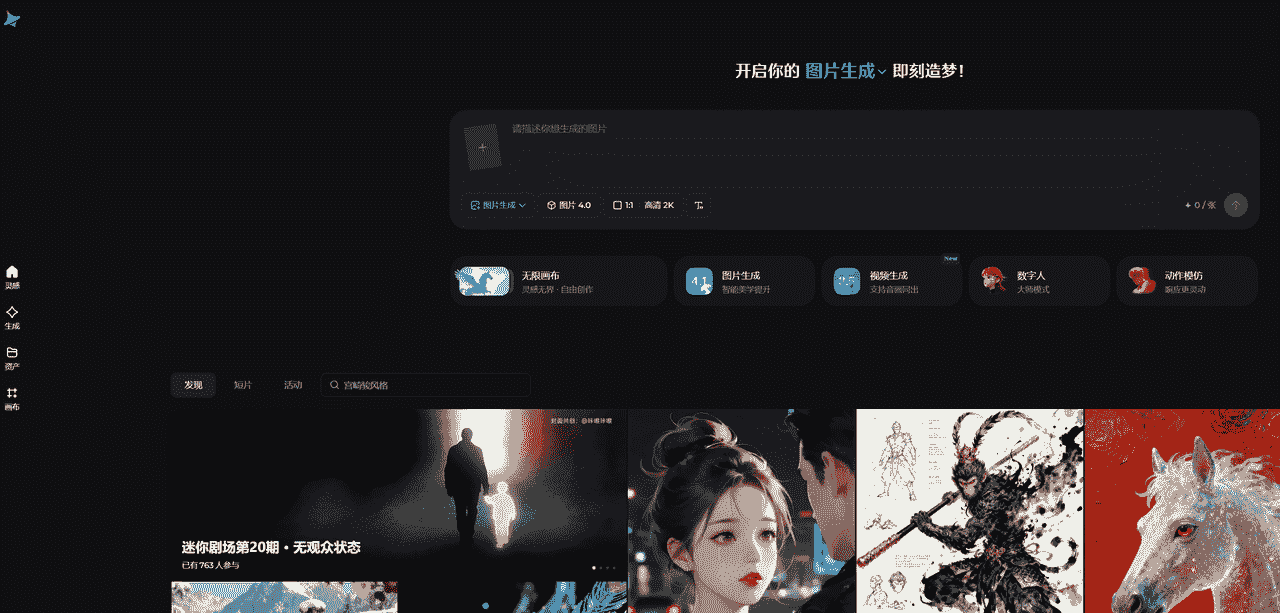 开启你的 图片生成 即刻造梦!
请描述你想生成的图片
图片生成
图片 4.0
1:1
高清 2K
0 / 张
灵感
生成
资产
画布
无限画布
灵感无界 · 自由创作
图片生成
智能美学提升
New
视频生成
支持音画同出
数字人
大师模式
动作模仿
响应更灵动
发现
短片
活动
宫崎骏风格
迷你剧场第20期 • 无观众状态
已有 763 人参与